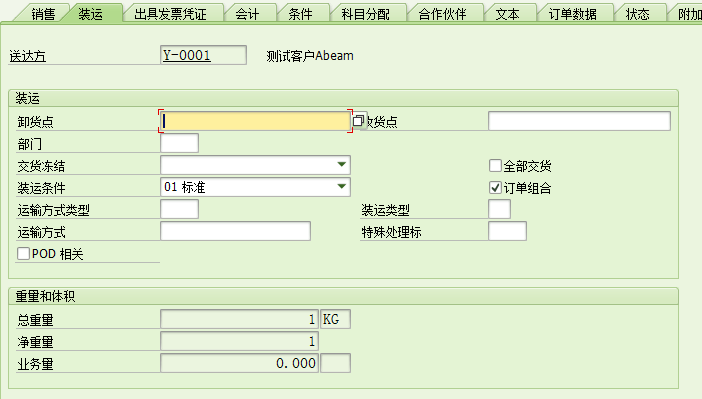 销售 装运 出具发票凭证 会计 条件 科目分配 合作伙伴 文本 订单数据 状态 附加
送达方 Y-0001 测试客户Abeam
装运
卸货点 收货点
部门
交货冻结 全部交货
装运条件 01 标准 订单组合
运输方式类型 装运类型
运输方式 特殊处理标
POD 相关
重量和体积
总重量 1 KG
净重量 1
业务量 0.000